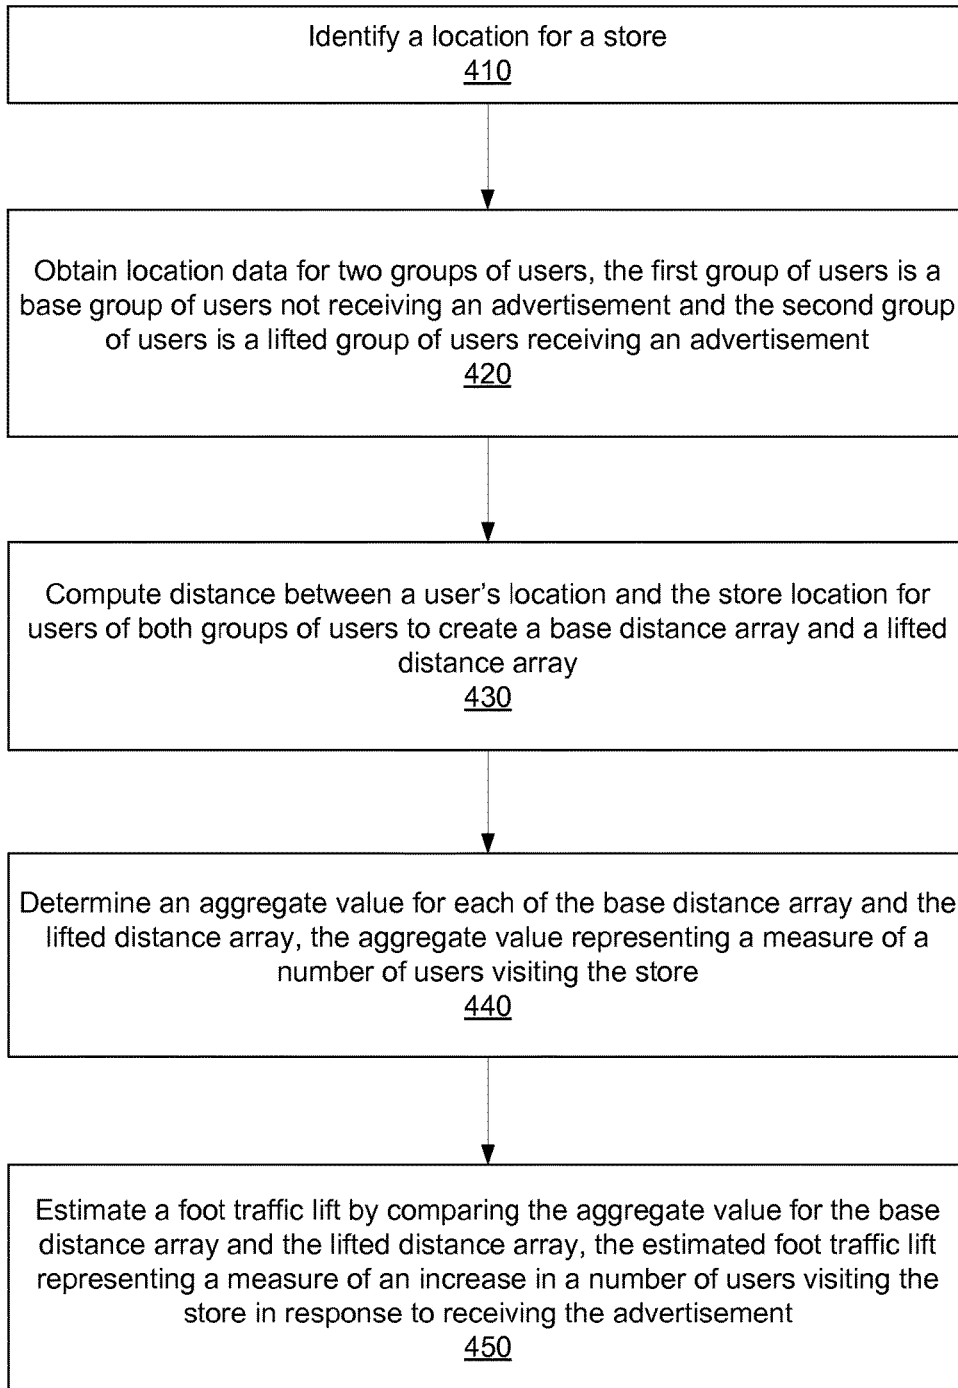 Identify a location for a store
410
Obtain location data for two groups of users, the first group of users is a
base group of users not receiving an advertisement and the second group
of users is a lifted group of users receiving an advertisement
420
Compute distance between a user's location and the store location for
users of both groups of users to create a base distance array and a lifted
distance array
430
Determine an aggregate value for each of the base distance array and the
lifted distance array, the aggregate value representing a measure of a
number of users visiting the store
440
Estimate a foot traffic lift by comparing the aggregate value for the base
distance array and the lifted distance array, the estimated foot traffic lift
representing a measure of an increase in a number of users visiting the
store in response to receiving the advertisement
450